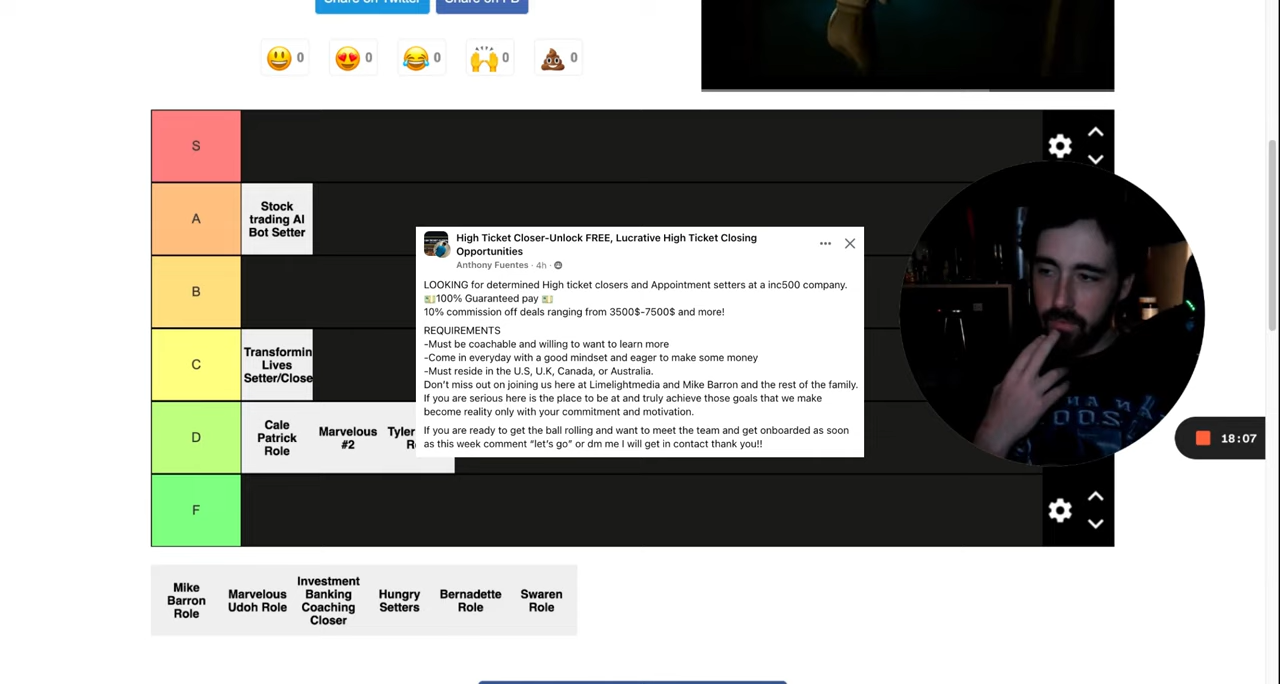 Share on Twitter
Share on FB
0
0
0
0
0
S
A
Stock
trading AI
Bot Setter
B
C
Transformin
Lives
Setter/Close
D
Cale
Patrick
Role
Marvelous
#2
Tyler
F
High Ticket Closer-Unlock FREE, Lucrative High Ticket Closing
Opportunities
Anthony Fuentes · 4h ·
LOOKING for determined High ticket closers and Appointment setters at a inc500 company.
💵100% Guaranteed pay 💵
10% commission off deals ranging from 3500$-7500$ and more!
REQUIREMENTS
-Must be coachable and willing to want to learn more
-Come in everyday with a good mindset and eager to make some money
-Must reside in the U.S, U.K, Canada, or Australia.
Don’t miss out on joining us here at Limelightmedia and Mike Barron and the rest of the family.
If you are serious here is the place to be at and truly achieve those goals that we make
become reality only with your commitment and motivation.
If you are ready to get the ball rolling and want to meet the team and get onboarded as soon
as this week comment “let’s go” or dm me I will get in contact thank you!!
18:07
Mike
Barron
Role
Marvelous
Udoh Role
Investment
Banking
Coaching
Closer
Hungry
Setters
Bernadette
Role
Swaren
Role